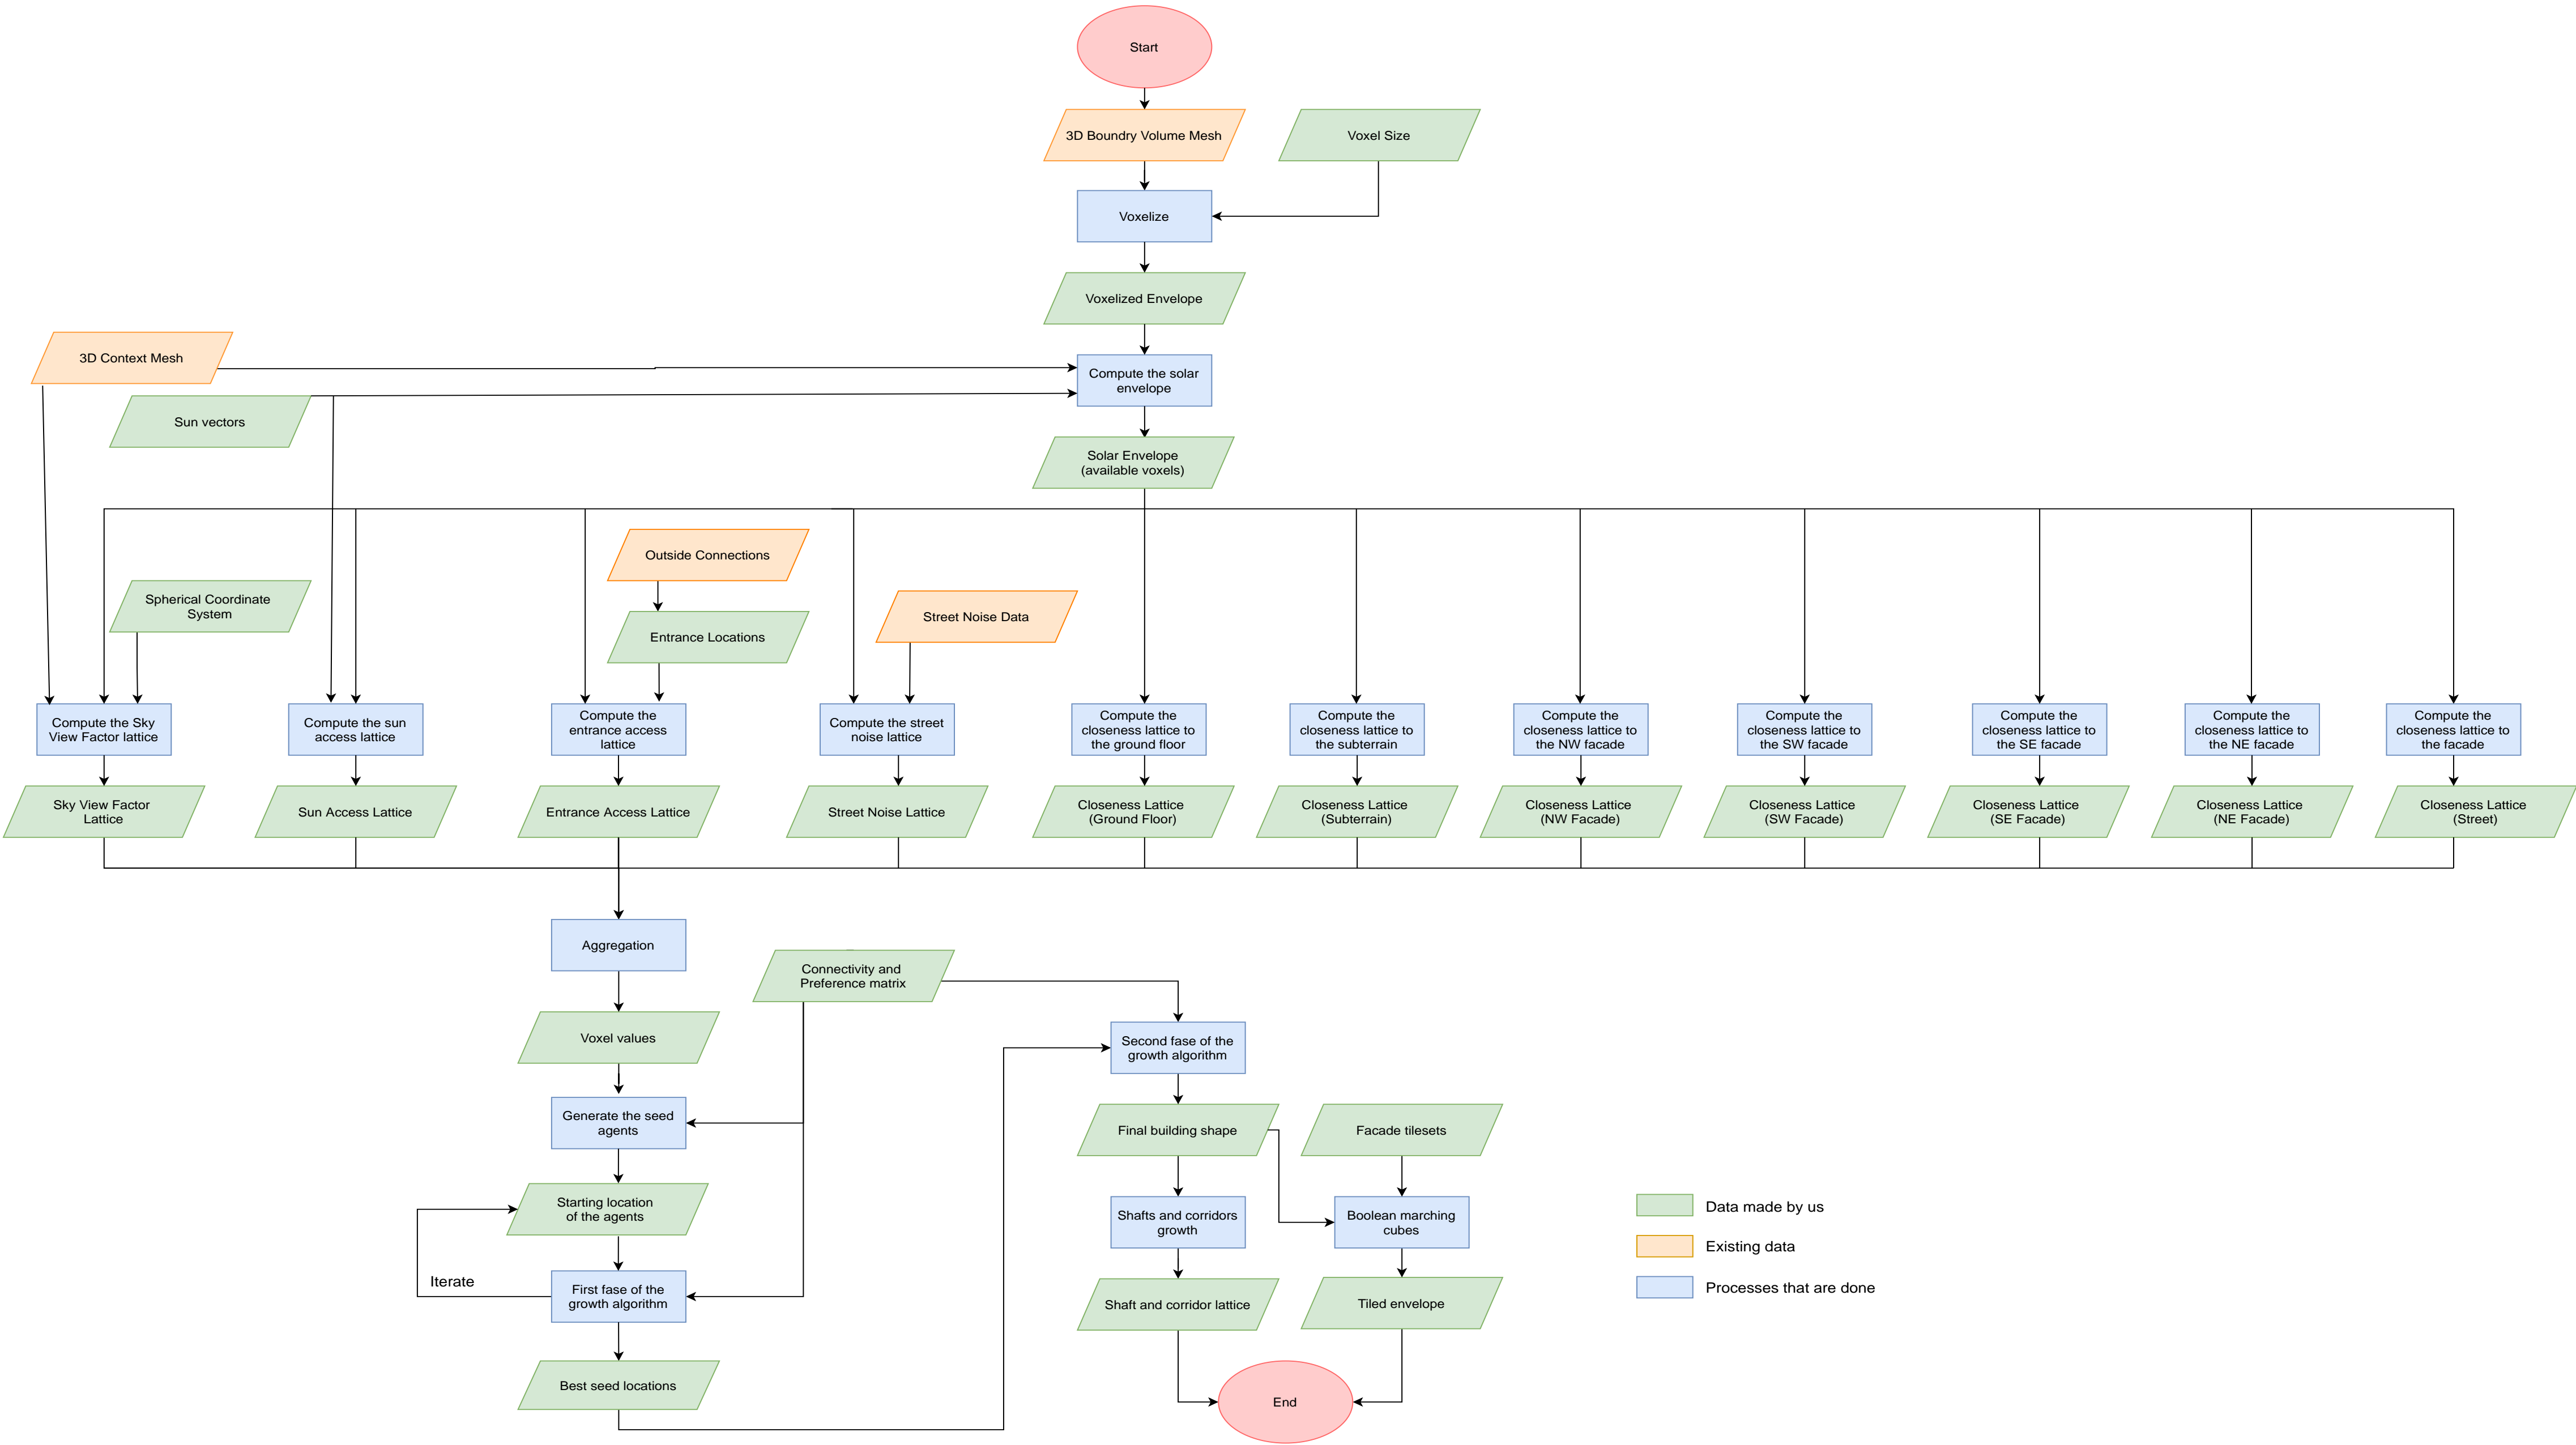 Start
3D Boundry Volume Mesh
Voxel Size
Voxelize
Voxelized Envelope
3D Context Mesh
Compute the solar
envelope
Sun vectors
Solar Envelope
(available voxels)
Outside Connections
Spherical Coordinate
System
Entrance Locations
Street Noise Data
Compute the Sky
View Factor lattice
Compute the sun
access lattice
Compute the
entrance access
lattice
Compute the street
noise lattice
Compute the
closeness lattice to
the ground floor
Compute the
closeness lattice to
the subterrain
Compute the
closeness lattice to
the NW facade
Compute the
closeness lattice to
the SW facade
Compute the
closeness lattice to
the SE facade
Compute the
closeness lattice to
the NE facade
Compute the
closeness lattice to
the facade
Sky View Factor
Lattice
Sun Access Lattice
Entrance Access Lattice
Street Noise Lattice
Closeness Lattice
(Ground Floor)
Closeness Lattice
(Subterrain)
Closeness Lattice
(NW Facade)
Closeness Lattice
(SW Facade)
Closeness Lattice
(SE Facade)
Closeness Lattice
(NE Facade)
Closeness Lattice
(Street)
Aggregation
Connectivity and
Preference matrix
Voxel values
Second fase of the
growth algorithm
Generate the seed
agents
Final building shape
Facade tilesets
Starting location
of the agents
Shafts and corridors
growth
Boolean marching
cubes
Data made by us
Existing data
Processes that are done
Iterate
First fase of the
growth algorithm
Shaft and corridor lattice
Tiled envelope
Best seed locations
End